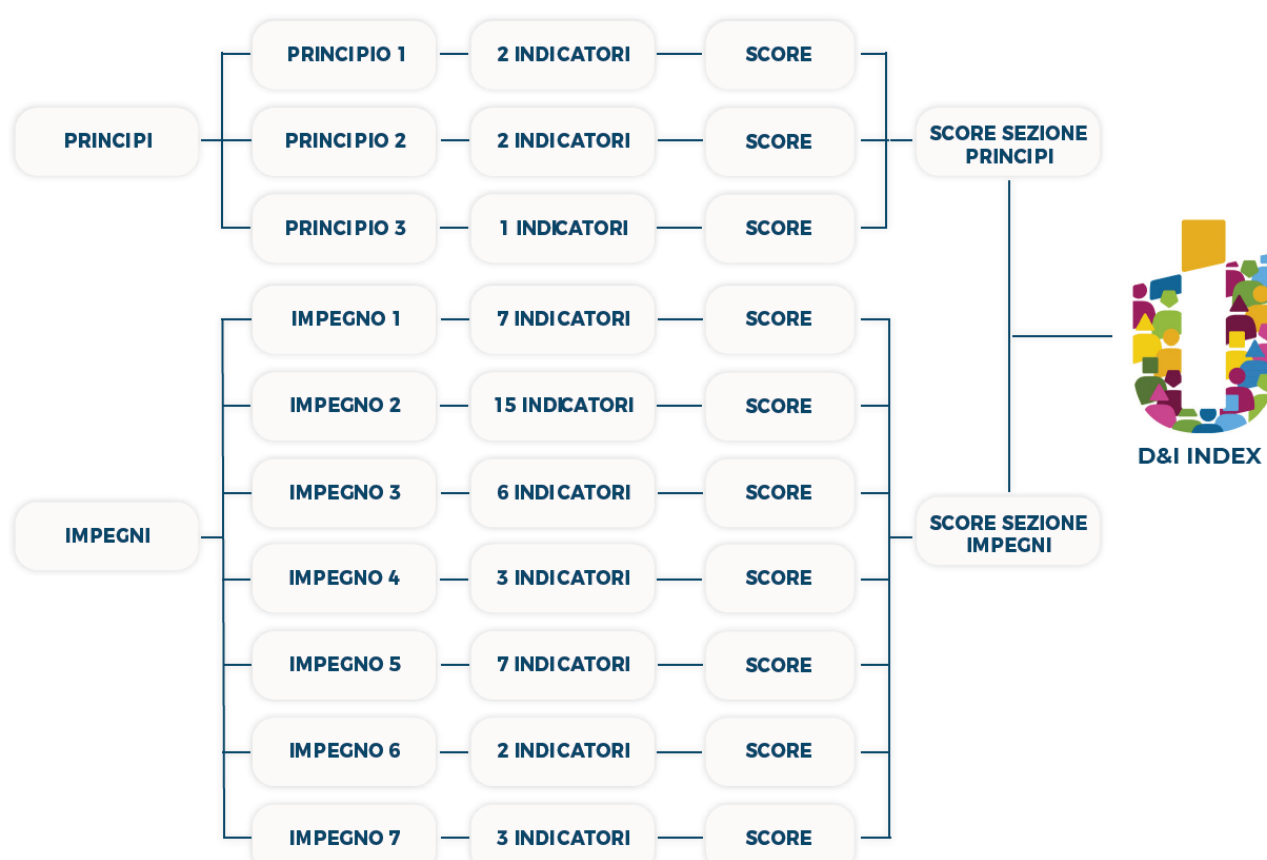 PRINCIPIO 1 2 INDICATORI SCORE
PRINCIPI PRINCIPIO 2 2 INDICATORI SCORE SCORE SEZIONE
PRINCIPI
PRINCIPIO 3 1 INDICATORI SCORE
IMPEGNO 1 7 INDICATORI SCORE
IMPEGNO 2 15 INDICATORI SCORE
D&I INDEX
IMPEGNO 3 6 INDICATORI SCORE
IMPEGNI SCORE SEZIONE
IMPEGNI
IMPEGNO 4 3 INDICATORI SCORE
IMPEGNO 5 7 INDICATORI SCORE
IMPEGNO 6 2 INDICATORI SCORE
IMPEGNO 7 3 INDICATORI SCORE